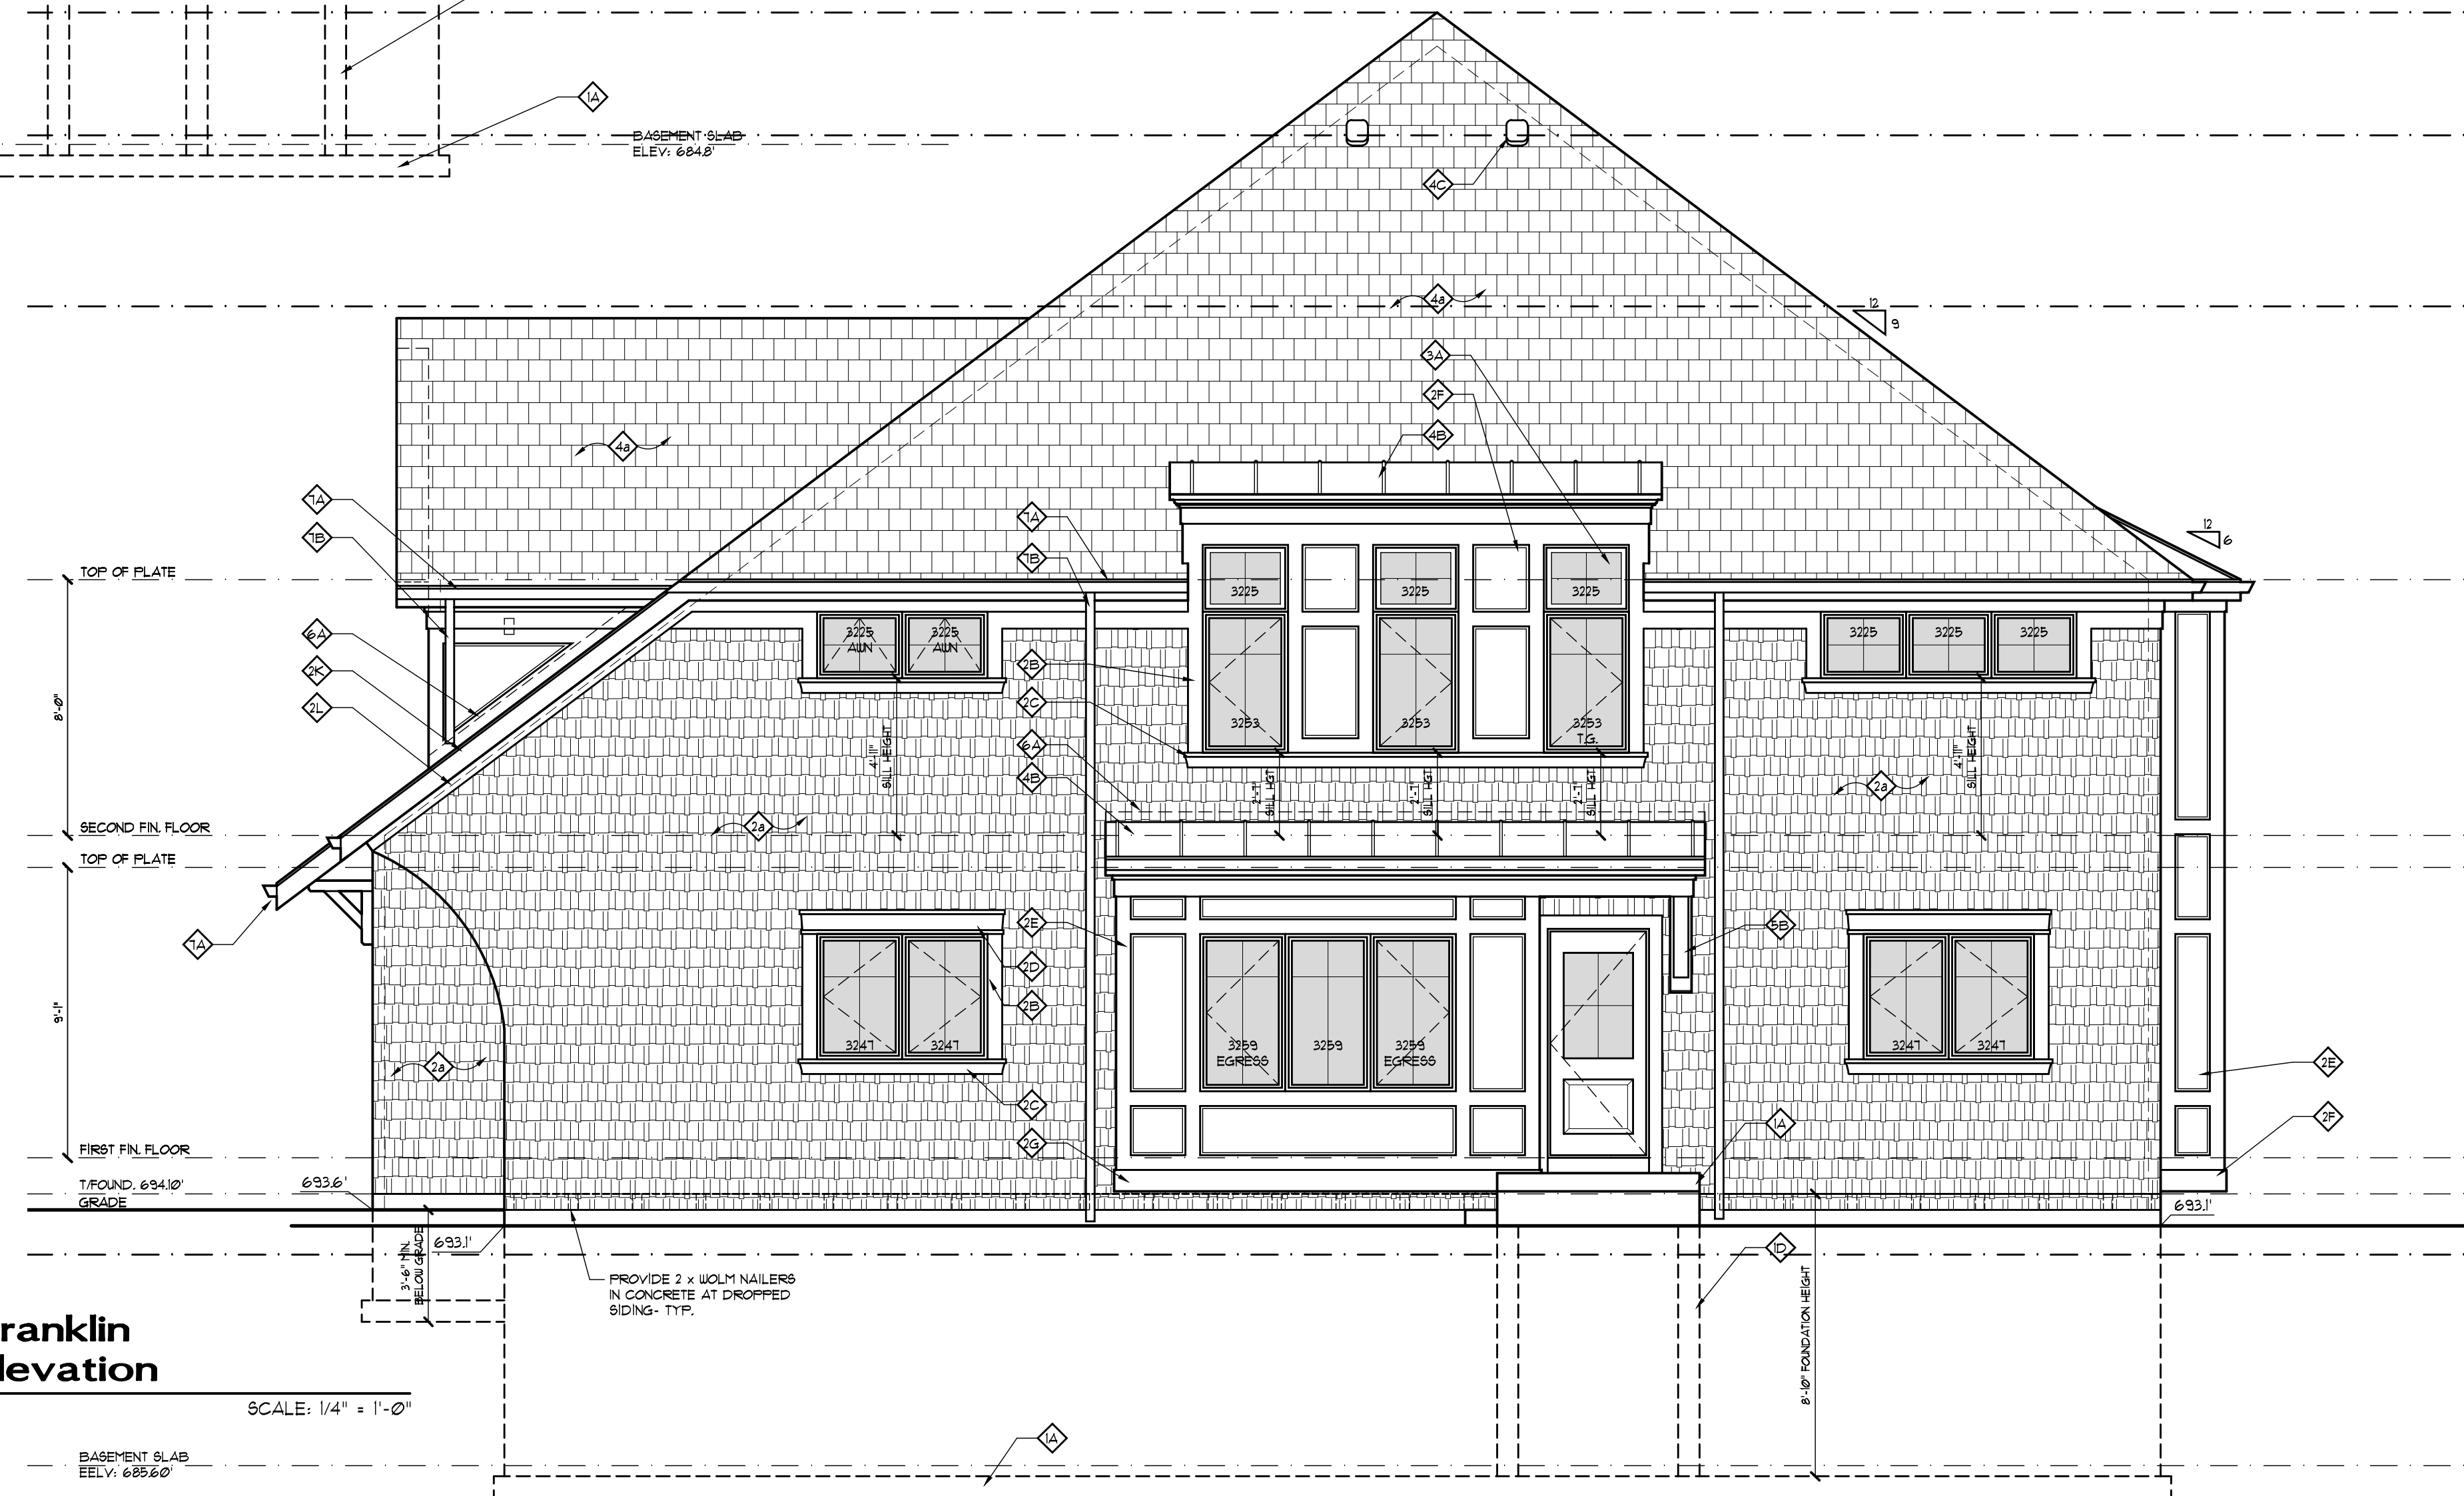 1A
BASEMENT SLAB
ELEV: 684.8'
4C
4a
12
9
3A
2F
4B
4a
7A
7B
7A
7B
12
6
TOP OF PLATE
3225
3225
3225
3225
AWN
3225
AWN
3225
3225
3225
6A
2K
2L
8'-0"
2B
2C
6A
4B
3253
3253
3253
T.G.
4'-11"
SILL HEIGHT
2'-7"
SILL HGT
2'-7"
SILL HGT
2'-7"
SILL HGT
4'-11"
SILL HEIGHT
2a
2a
SECOND FIN. FLOOR
TOP OF PLATE
7A
2E
2D
2B
5B
9'-1"
3247
3247
3259
EGRESS
3259
3259
EGRESS
3247
3247
2a
2E
2C
2G
1A
2F
FIRST FIN. FLOOR
T/FOUND. 694.10'
GRADE
693.6'
693.1'
693.1'
3'-6" MIN.
BELOW GRADE
PROVIDE 2 x WOLM NAILERS
IN CONCRETE AT DROPPED
SIDING- TYP.
1D
8'-10" FOUNDATION HEIGHT
ranklin
levation
SCALE: 1/4" = 1'-0"
1A
BASEMENT SLAB
EELV: 685.60'